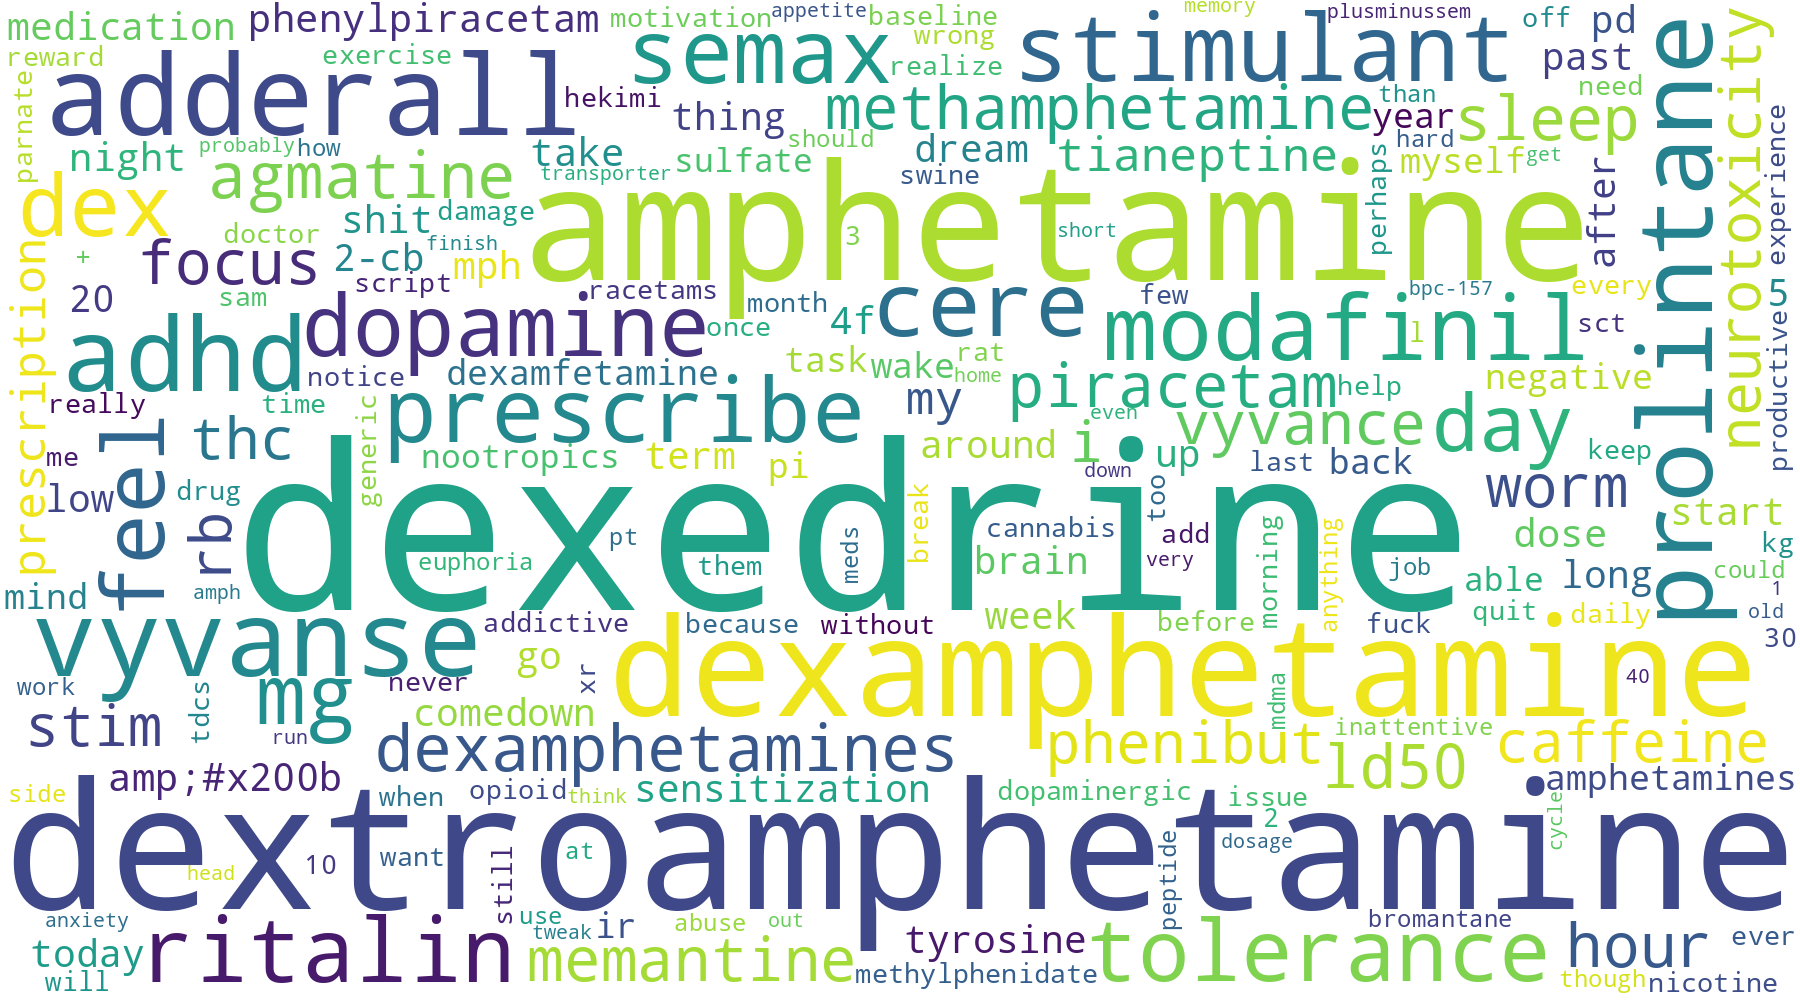 medication
phenylpiracetam
motivation
appetite
baseline
memory
plusminussem
off
pd
reward
adderall
exercise
semax
wrong
realize
stimulant
past
prolintane
neurotoxicity
parnate
hekimi
thing
methamphetamine
than
year
sleep
need
night
probably
how
take
transporter
sulfate
should
dream
swine
tianeptine
hard
myself
get
after
experience
dex
agmatine
amphetamine
perhaps
shit
damage
doctor
finish
3
short
+
focus
2-cb
mph
20
sam
script
racetams
month
4f
cere
few
bpc-157
every
5
prescription
adhd
dopamine
once
modafinil
l
sct
productive
notice
dexamfetamine
task
wake
rat
home
piracetam
help
negative
really
time
generic
prescribe
my
even
vyvance
day
feel
thc
me
nootropics
term
pi
around
i
down
up
last
back
keep
low
drug
dexedrine
break
too
worm
start
rb
pt
cannabis
add
dose
kg
euphoria
them
meds
brain
very
morning
anything
job
able
long
could
mind
amph
1
vyvanse
addictive
because
without
week
before
fuck
quit
daily
old
30
go
dexamphetamine
work
tdcs
mg
never
xr
mdma
40
stim
run
comedown
dexamphetamines
phenibut
inattentive
ld50
caffeine
amp;#x200b
side
when
opioid
think
sensitization
dopaminergic
issue
2
amphetamines
cycle
dextroamphetamine
head
10
want
still
at
peptide
dosage
anxiety
ritalin
use
tweak
ir
abuse
out
bromantane
today
will
memantine
tyrosine
methylphenidate
tolerance
hour
ever
though
nicotine